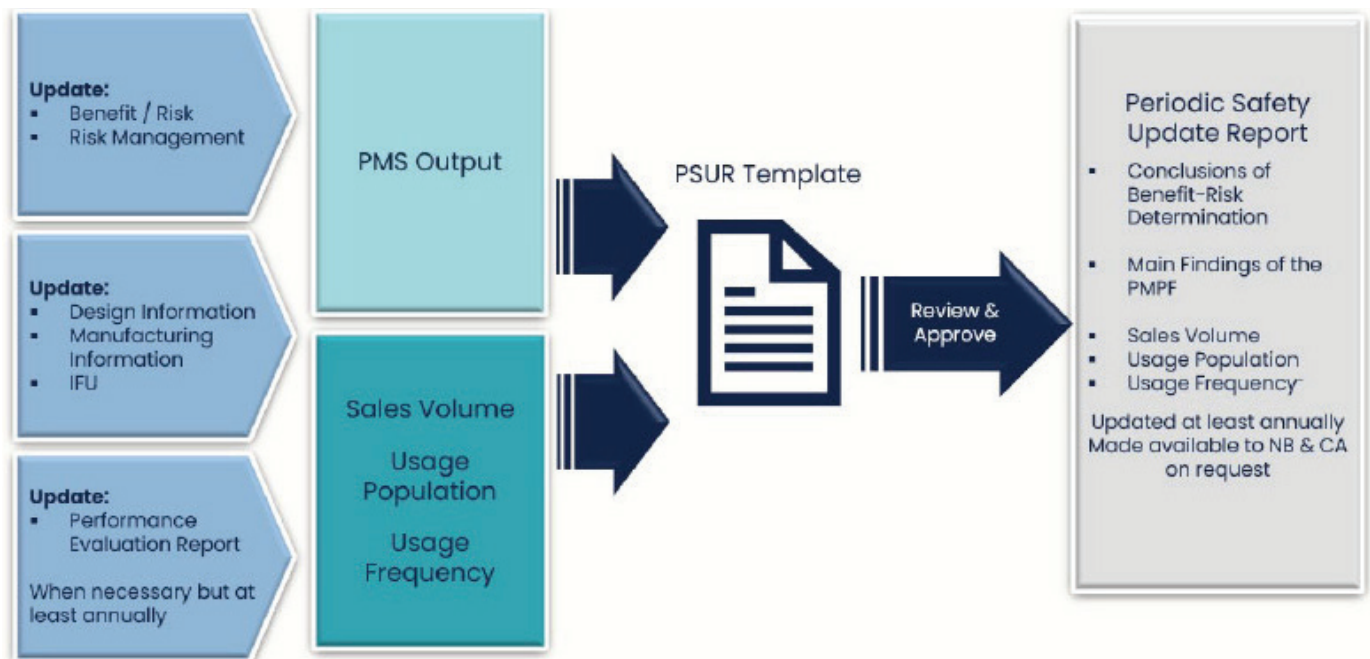 Update:
▪ Benefit / Risk
▪ Risk Management
Update:
▪ Design Information
▪ Manufacturing
Information
▪ IFU
Update:
▪ Performance
Evaluation Report
When necessary but at
least annually
PMS Output
Sales Volume
Usage
Population
Usage
Frequency
PSUR Template
Review &
Approve
Periodic Safety
Update Report
▪ Conclusions of
Benefit-Risk
Determination
▪ Main Findings of the
PMPF
▪ Sales Volume
▪ Usage Population
▪ Usage Frequency
Updated at least annually
Made available to NB & CA
on request